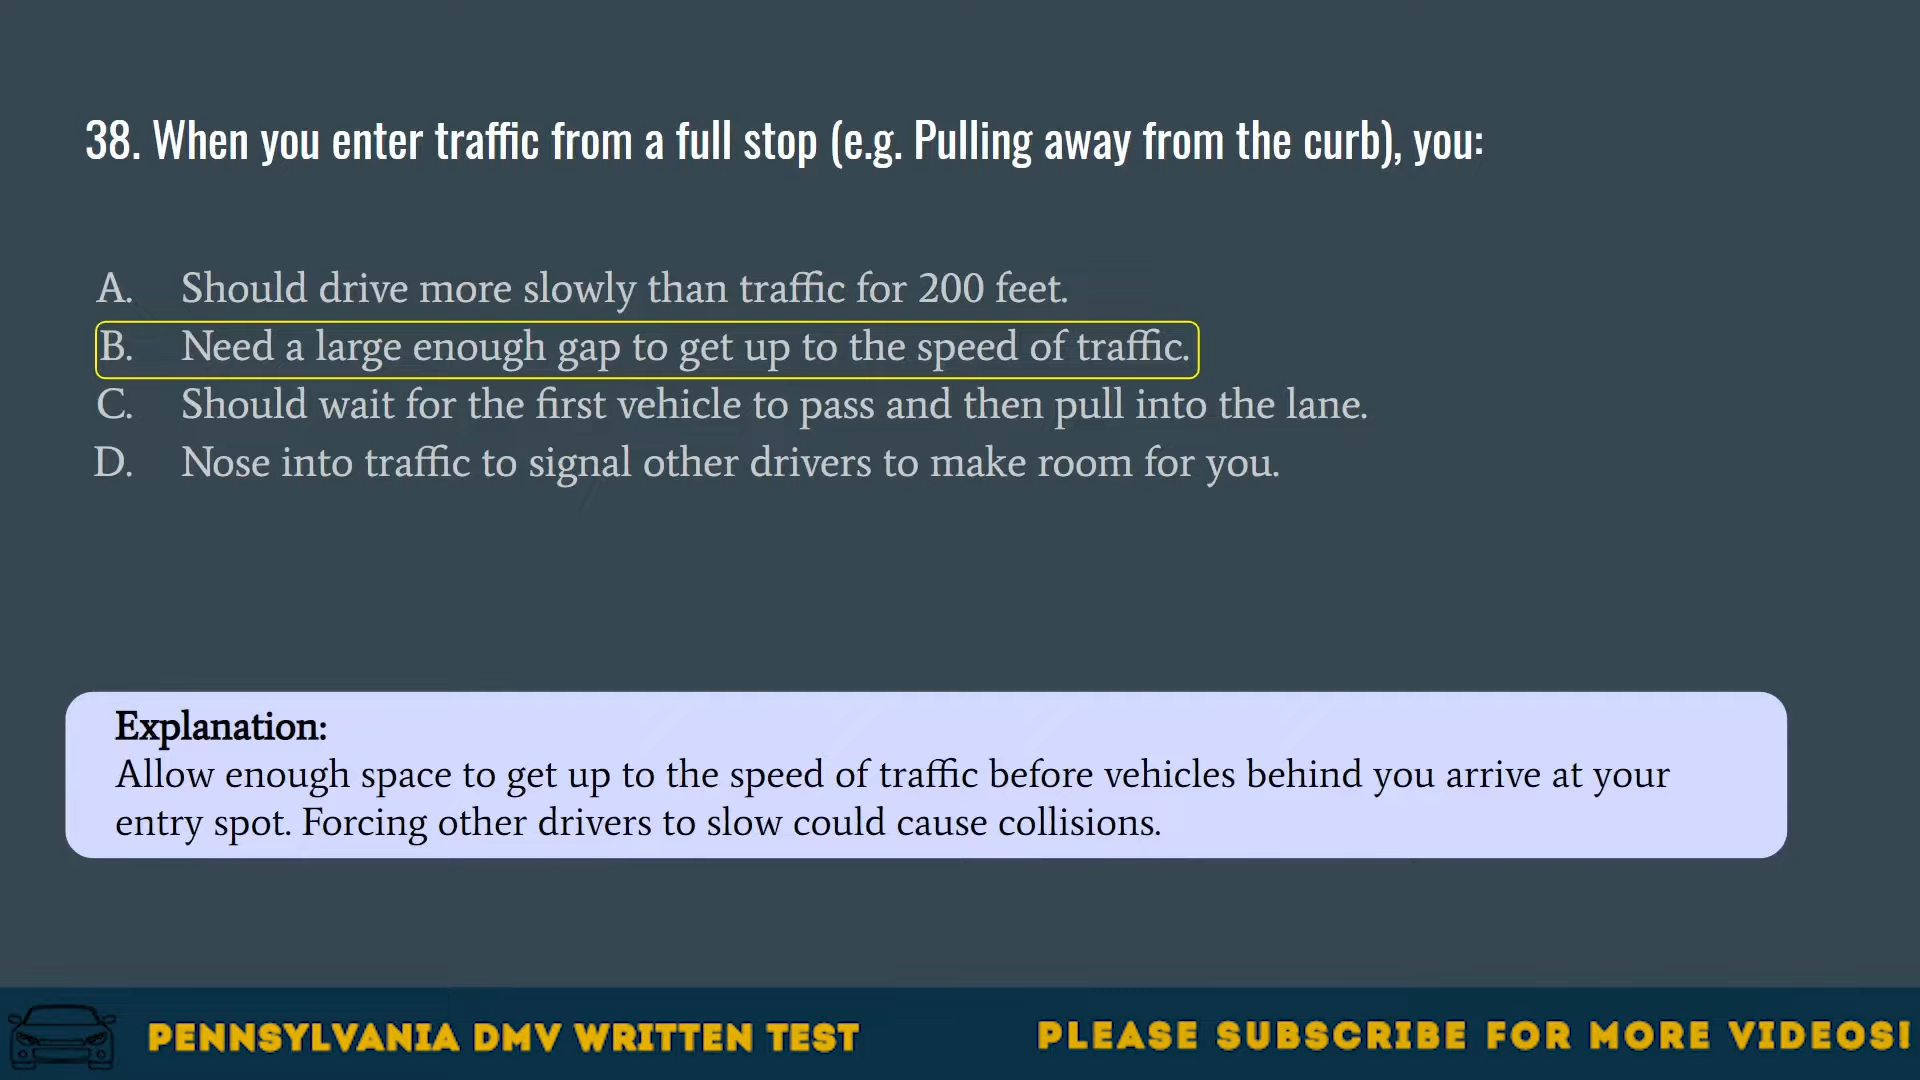 38. When you enter traffic from a full stop (e.g. Pulling away from the curb), you:
A. Should drive more slowly than traffic for 200 feet.
B. Need a large enough gap to get up to the speed of traffic.
C. Should wait for the first vehicle to pass and then pull into the lane.
D. Nose into traffic to signal other drivers to make room for you.
Explanation:
Allow enough space to get up to the speed of traffic before vehicles behind you arrive at your
entry spot. Forcing other drivers to slow could cause collisions.
PENNSYLVANIA DMV WRITTEN TEST
PLEASE SUBSCRIBE FOR MORE VIDEOS!